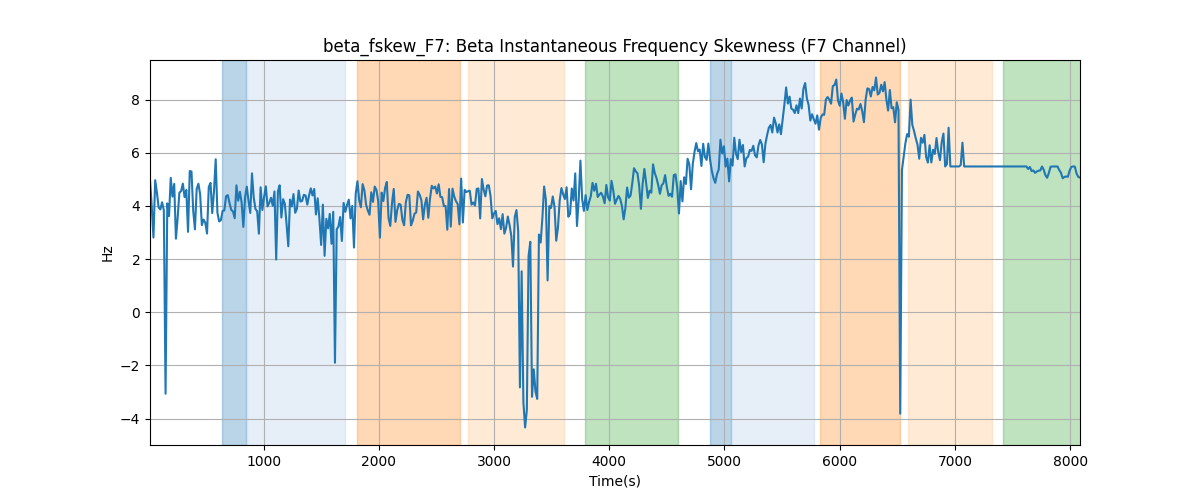 beta_fskew_F7: Beta Instantaneous Frequency Skewness (F7 Channel)
8
6
4
2
0
−2
−4
Hz
1000 2000 3000 4000 5000 6000 7000 8000
Time(s)